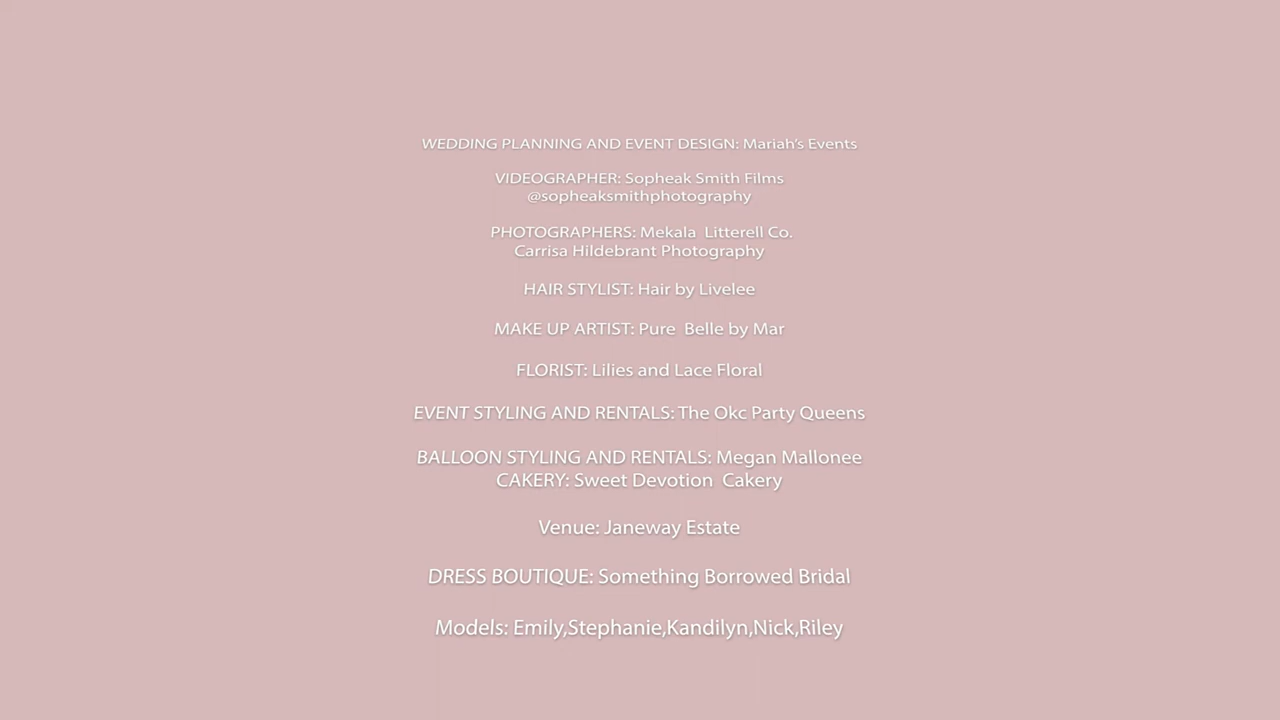 WEDDING PLANNING AND EVENT DESIGN: Mariah's Events
VIDEOGRAPHER: Sopheak Smith Films
@sopheaksmithphotography
PHOTOGRAPHERS: Mekala  Litterell Co.
Carrisa Hildebrant Photography
HAIR STYLIST: Hair by Livelee
MAKE UP ARTIST: Pure  Belle by Mar
FLORIST: Lilies and Lace Floral
EVENT STYLING AND RENTALS: The Okc Party Queens
BALLOON STYLING AND RENTALS: Megan Mallonee
CAKERY: Sweet Devotion  Cakery
Venue: Janeway Estate
DRESS BOUTIQUE: Something Borrowed Bridal
Models: Emily,Stephanie,Kandilyn,Nick,Riley